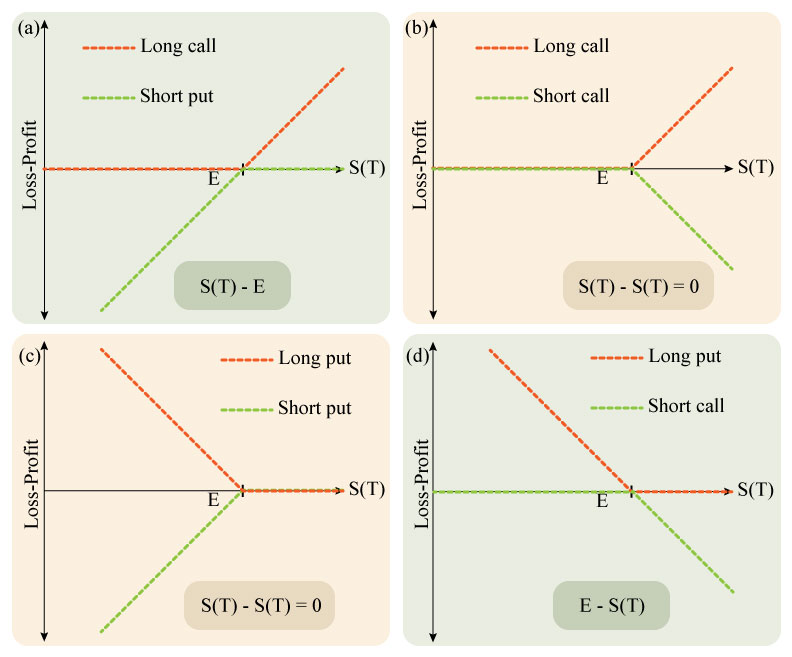 (a)
Long call
Short put
Loss-Profit
E
S(T)
S(T) - E
(b)
Long call
Short call
Loss-Profit
E
S(T)
S(T) - S(T) = 0
(c)
Long put
Short put
Loss-Profit
E
S(T)
S(T) - S(T) = 0
(d)
Long put
Short call
Loss-Profit
E
S(T)
E - S(T)